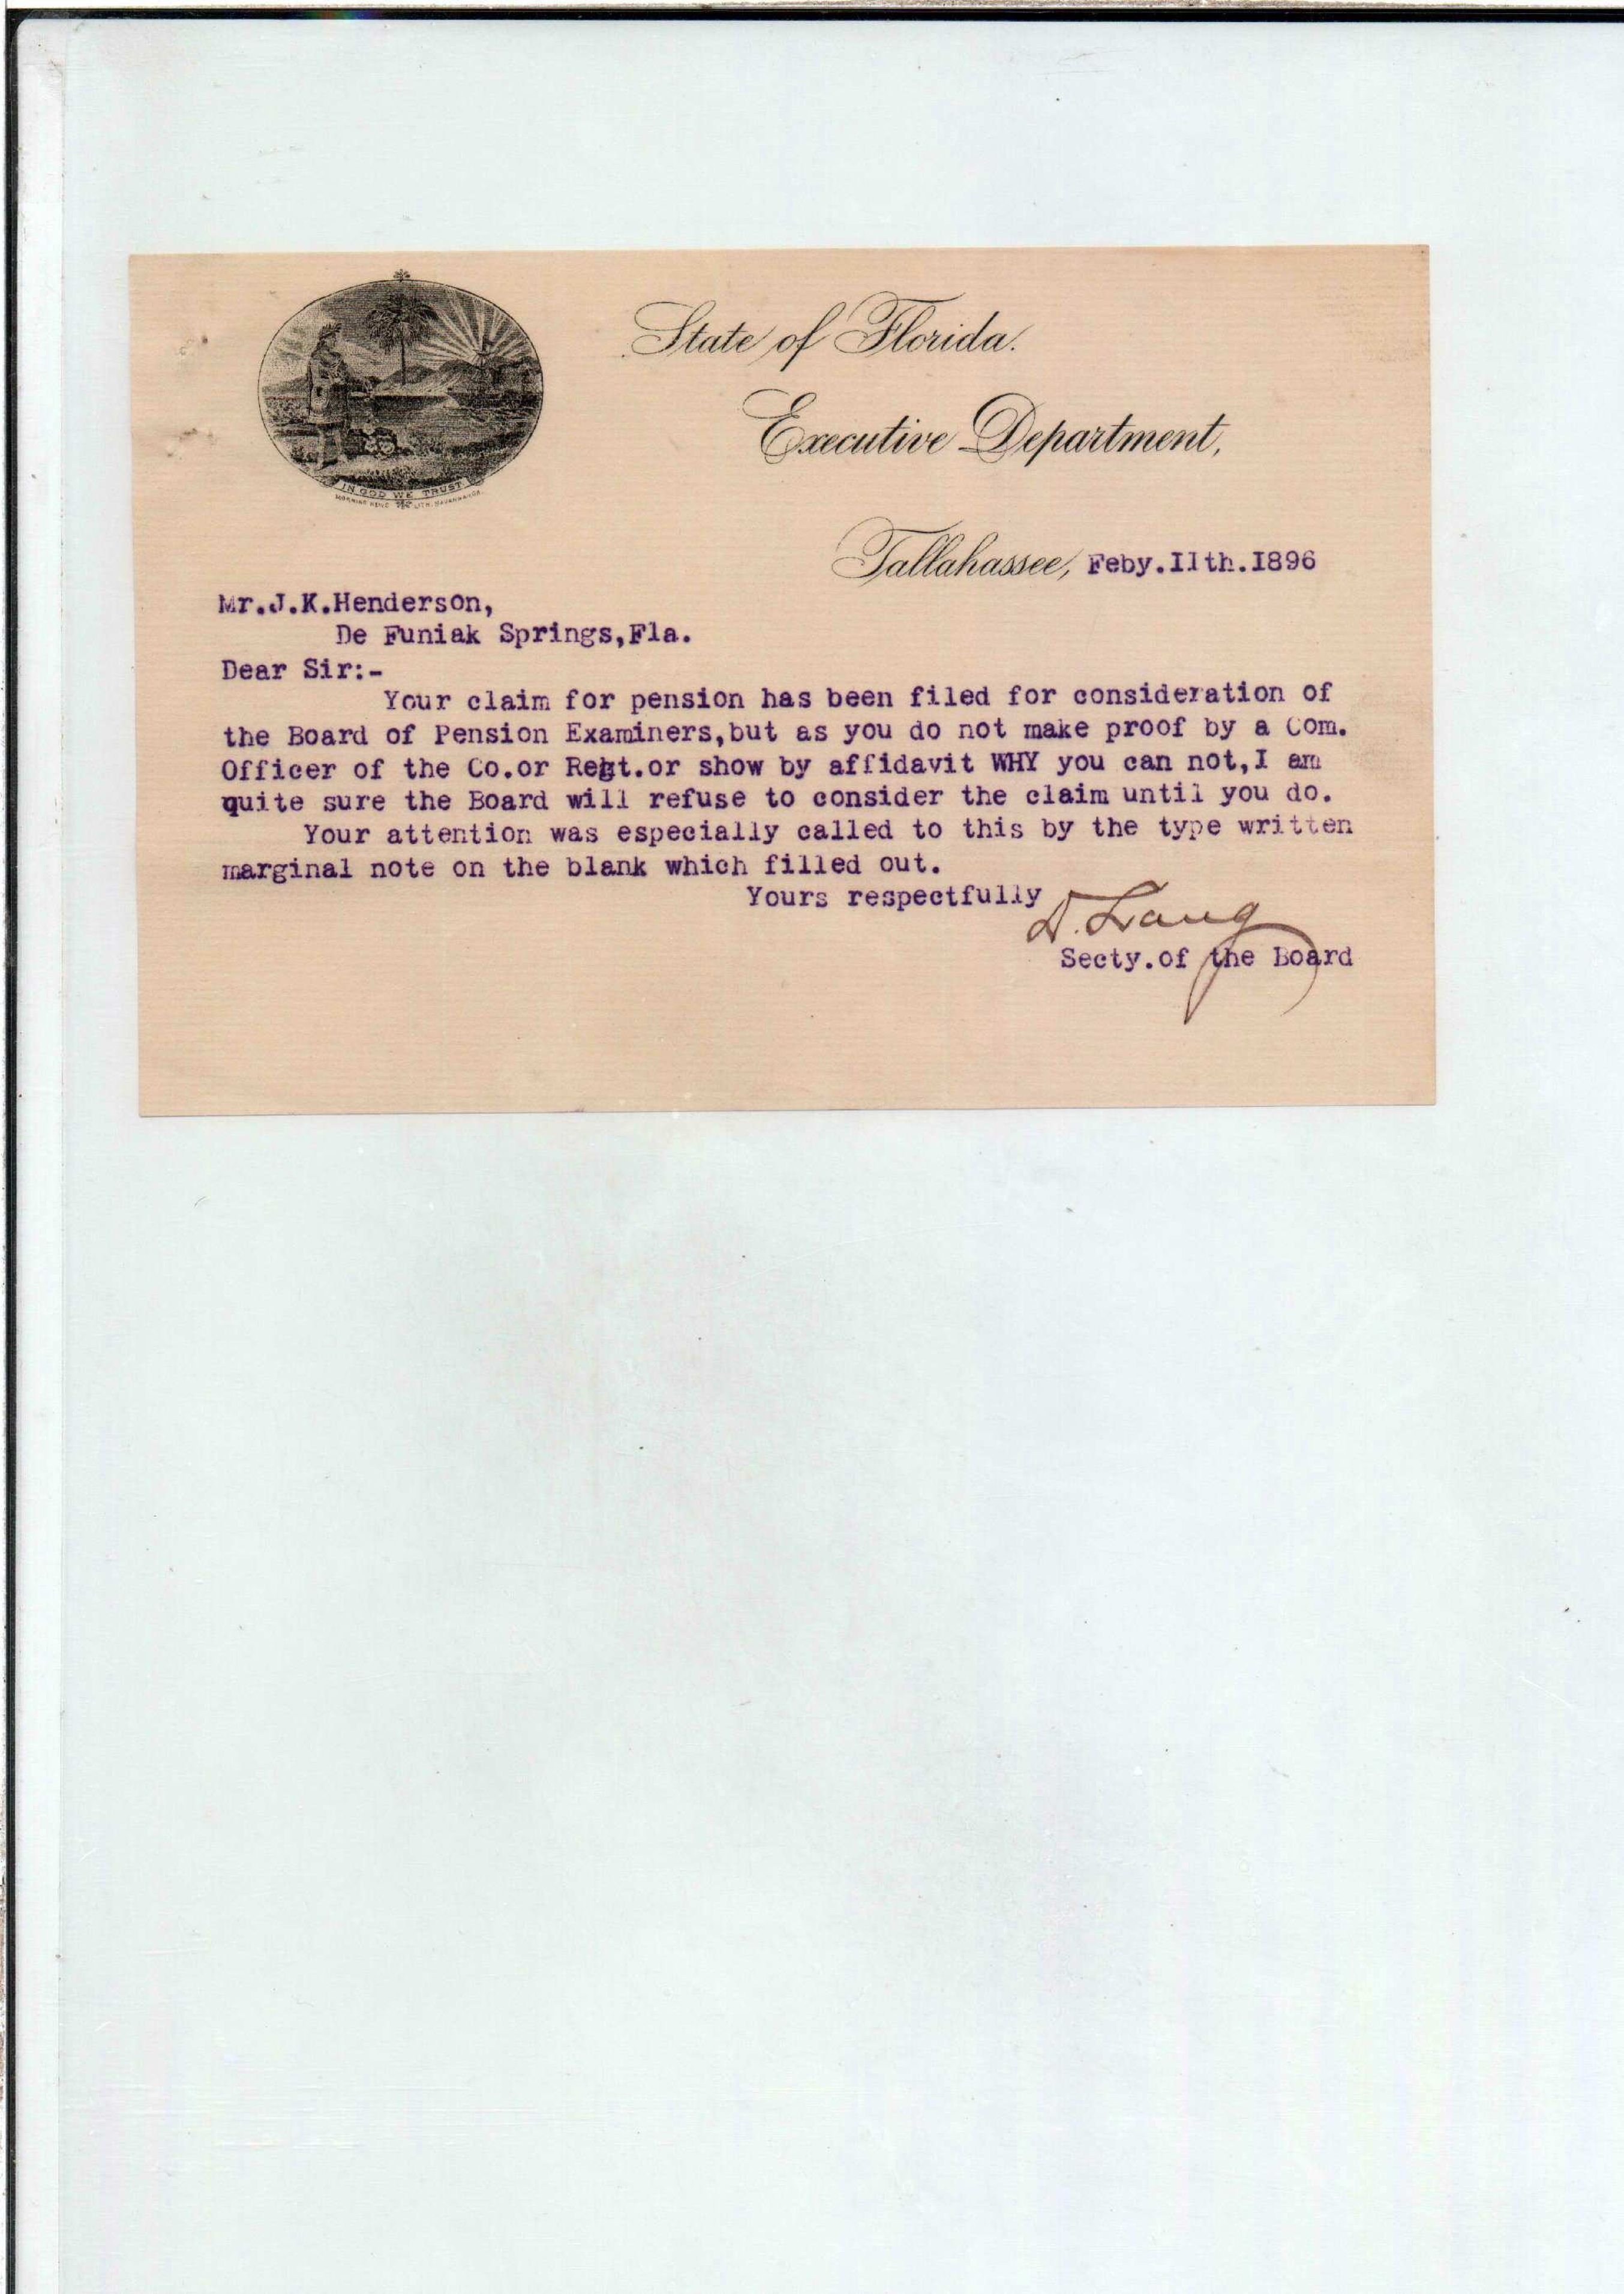 State of Florida.
Executive Department,
IN GOD WE TRUST
Tallahassee, Feby.IIth.I896
Mr.J.K.Henderson,
De Funiak Springs,Fla.
Dear Sir:-
Your claim for pension has been filed for consideration of
the Board of Pension Examiners,but as you do not make proof by a Com.
Officer of the Co.or Regt.or show by affidavit WHY you can not,I am
quite sure the Board will refuse to consider the claim until you do.
Your attention was especially called to this by the type written
marginal note on the blank which filled out.
Yours respectfully
D. Lang
Secty.of the Board